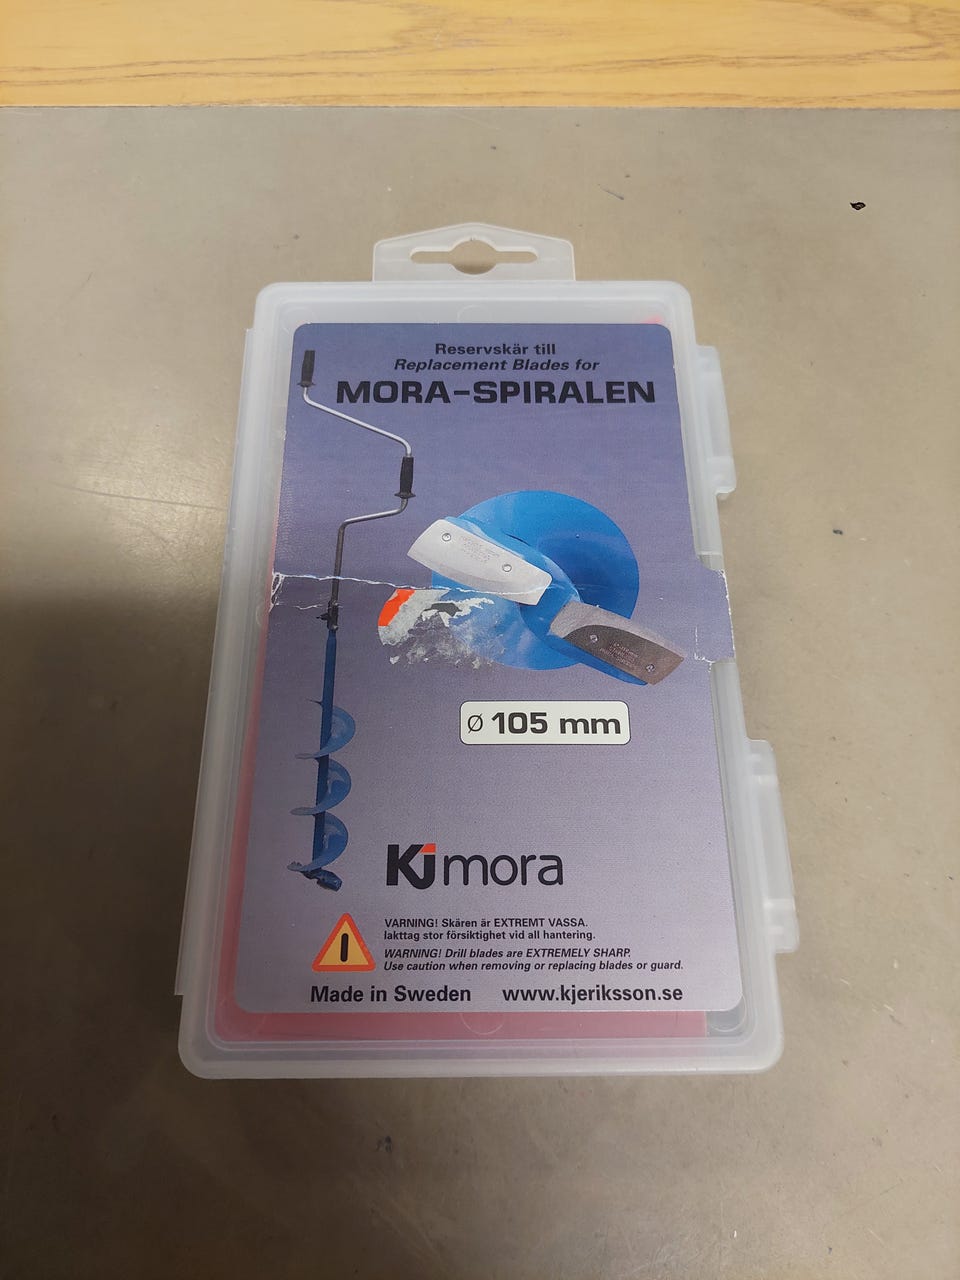 Reservskär till
Replacement Blades for
MORA-SPIRALEN
Ø 105 mm
Kj mora
VARNING! Skären är EXTREMT VASSA.
Iakttag stor försiktighet vid all hantering.
WARNING! Drill blades are EXTREMELY SHARP.
Use caution when removing or replacing blades or guard.
Made in Sweden www.kjeriksson.se